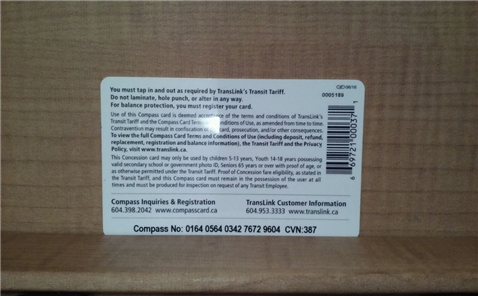 You must tap in and out as required by TransLink's Transit Tariff.
Do not laminate, hole punch, or alter in any way.
For balance protection, you must register your card.
0005189
Use of this Compass card is deemed acceptance of the terms and conditions of TransLink's
Transit Tariff and the Compass Card Terms and Conditions of Use, as amended from time to time.
Contravention may result in confiscation card, prosecution, and/or other consequences.
To view the full Compass Card Terms and Conditions of Use (including deposit, refund,
replacement, registration and balance information), the Transit Tariff and the Privacy
Policy, visit www.translink.ca.
This Concession card may only be used by children 5-13 years, Youth 14-18 years possessing
valid secondary school or government photo ID, Seniors 65 years or over with proof of age, or
as otherwise permitted under the Transit Tariff. Proof of Concession fare eligibility, as stated in
the Transit Tariff, and this Compass card must remain in the possession of the user at all
times and must be produced for inspection on request of any Transit Employee.
6 69721 00037 1
Compass Inquiries & Registration
604.398.2042 www.compasscard.ca
TransLink Customer Information
604.953.3333 www.translink.ca
Compass No: 0164 0564 0342 7672 9604 CVN:387